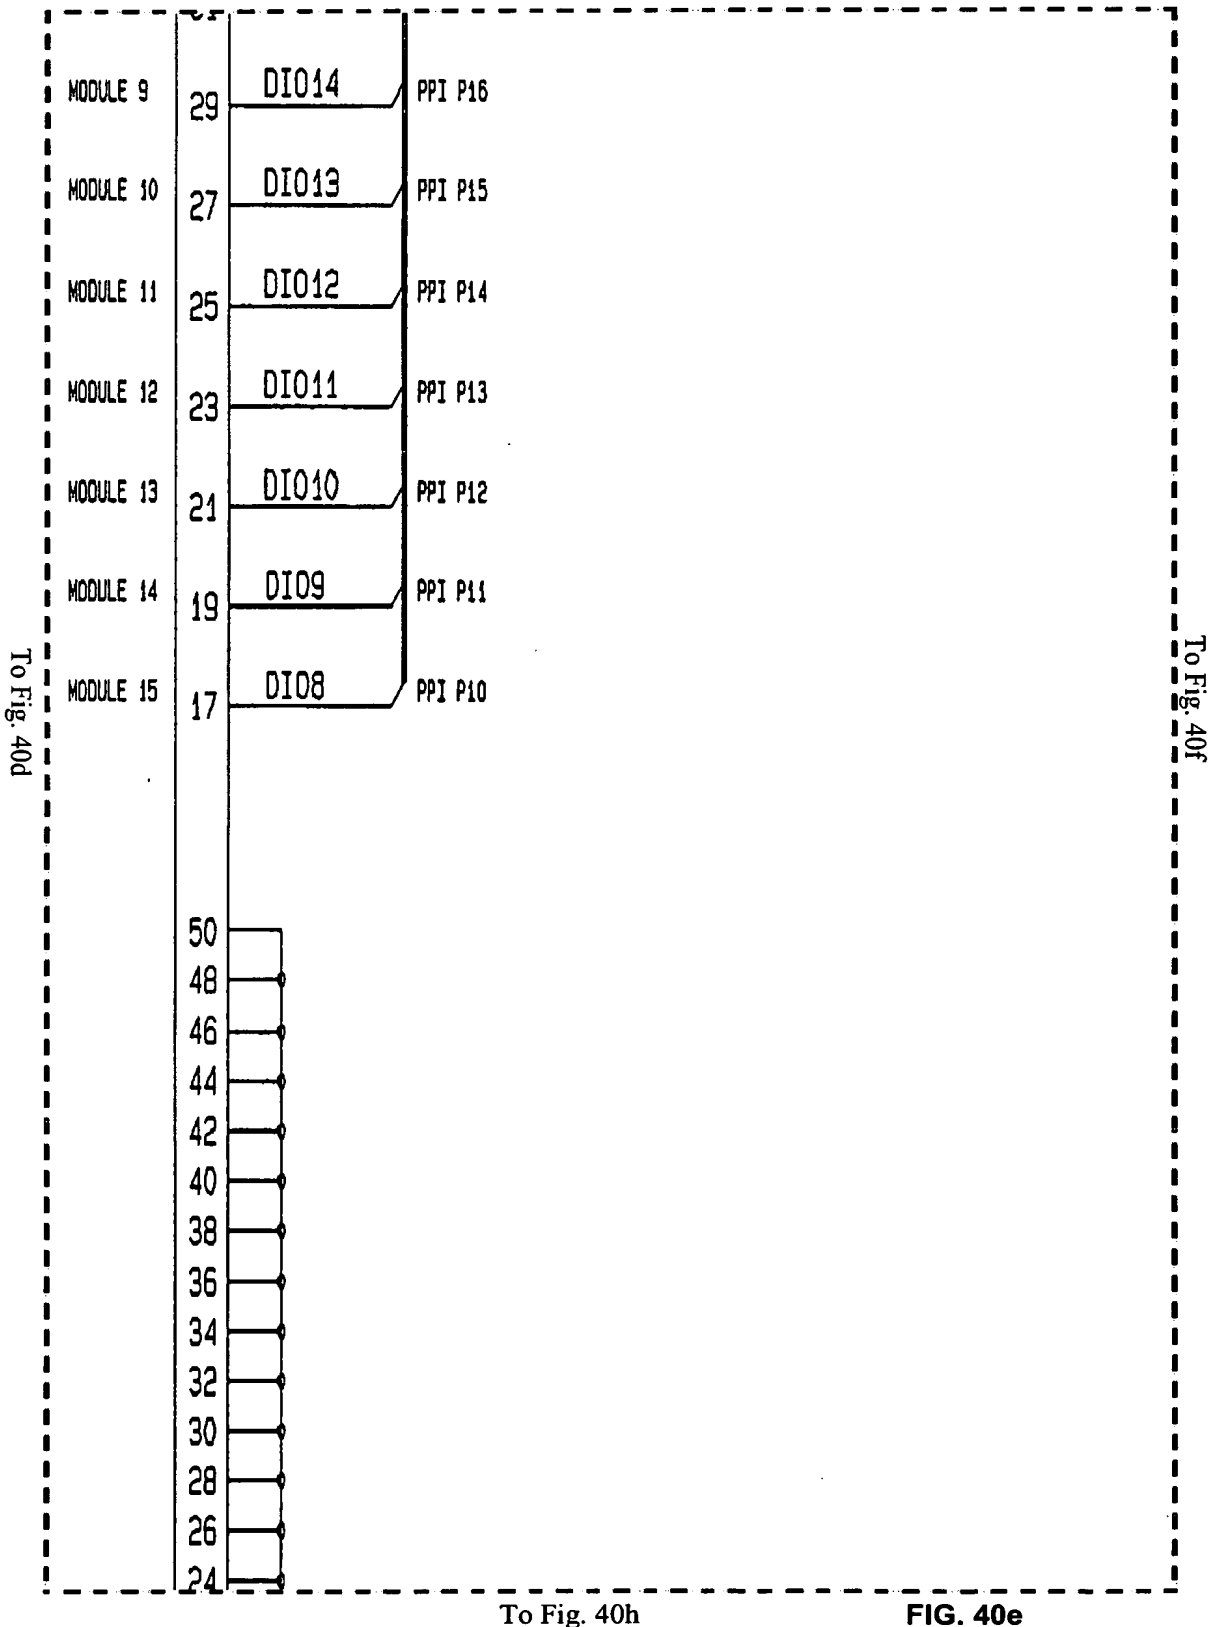 MODULE 9 29 DIO14 PPI P16
MODULE 10 27 DIO13 PPI P15
MODULE 11 25 DIO12 PPI P14
MODULE 12 23 DIO11 PPI P13
MODULE 13 21 DIO10 PPI P12
MODULE 14 19 DIO9 PPI P11
MODULE 15 17 DIO8 PPI P10
To Fig. 40d
To Fig. 40f
50
48
46
44
42
40
38
36
34
32
30
28
26
24
To Fig. 40h
FIG. 40e